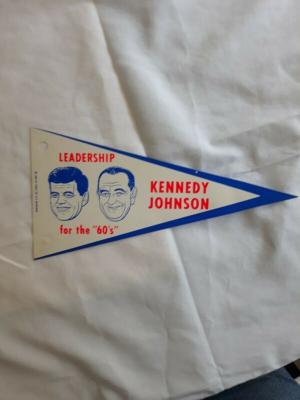 LEADERSHIP
KENNEDY
JOHNSON
for the "60's"